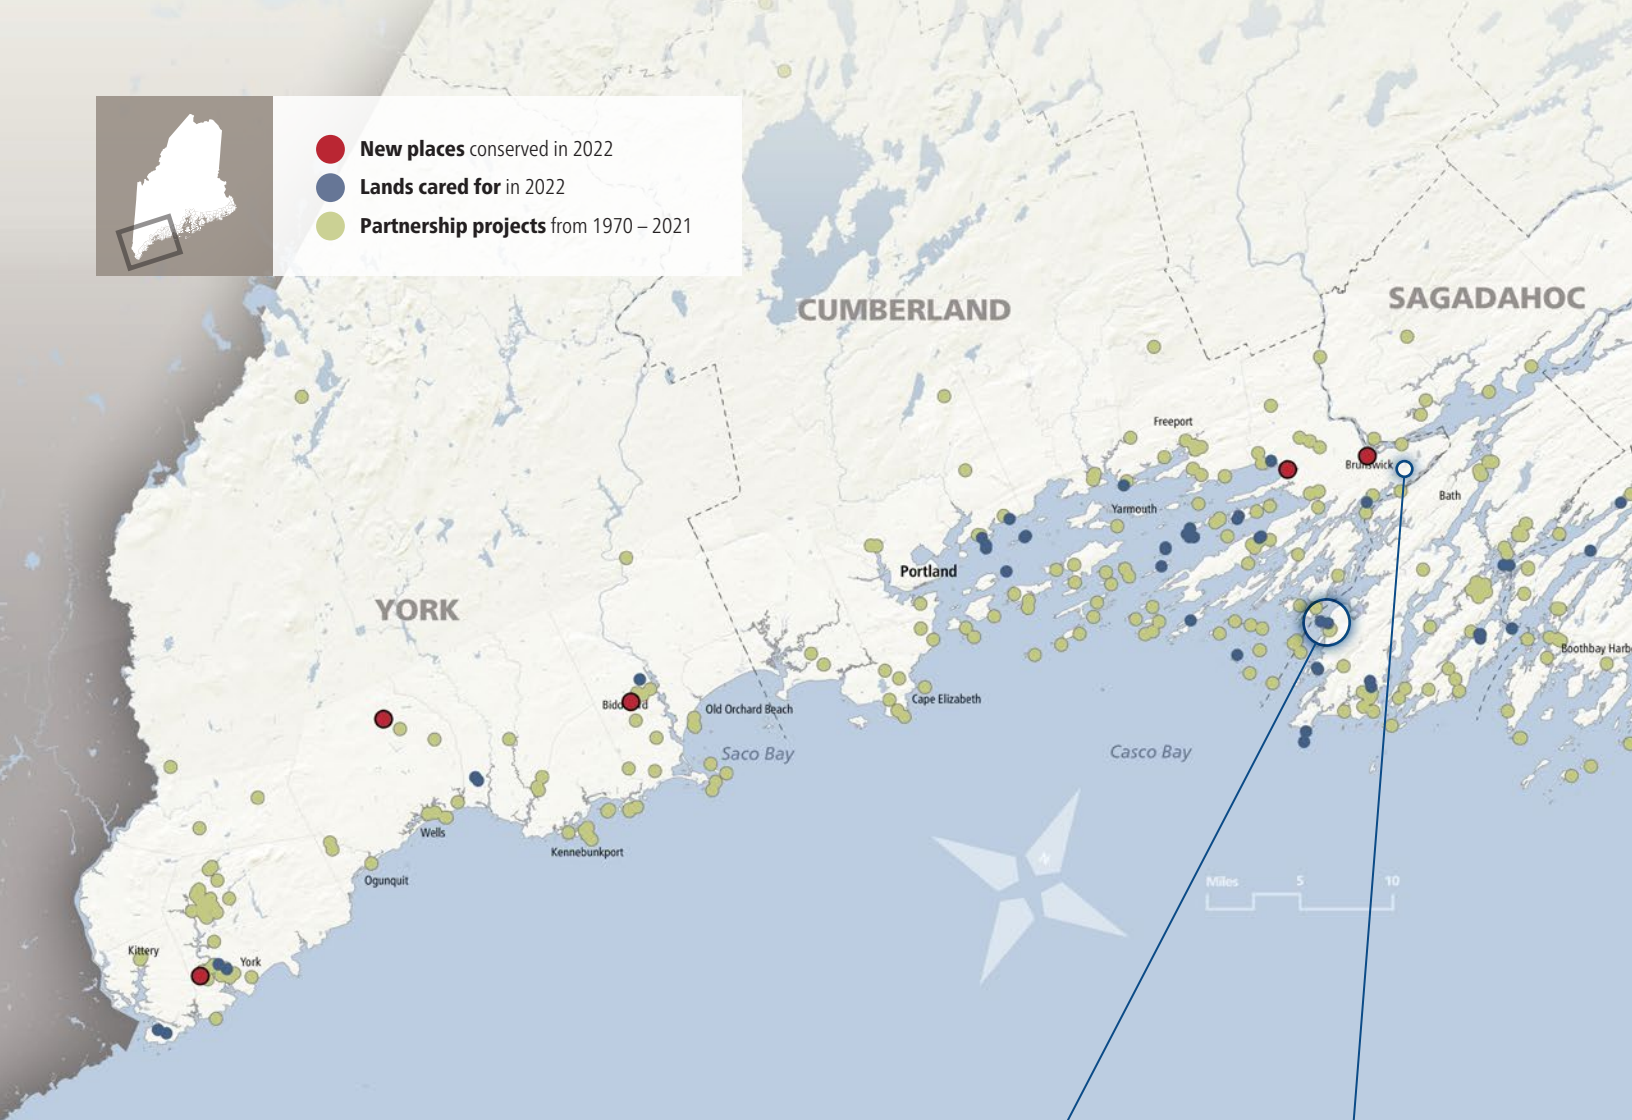 New places conserved in 2022
Lands cared for in 2022
Partnership projects from 1970 – 2021
CUMBERLAND
SAGADAHOC
Freeport
Brunswick
Bath
Yarmouth
Portland
YORK
Boothbay Harb
Old Orchard Beach
Cape Elizabeth
Saco Bay
Casco Bay
Wells
Kennebunkport
Ogunquit
N
Miles 5 10
Kittery
York